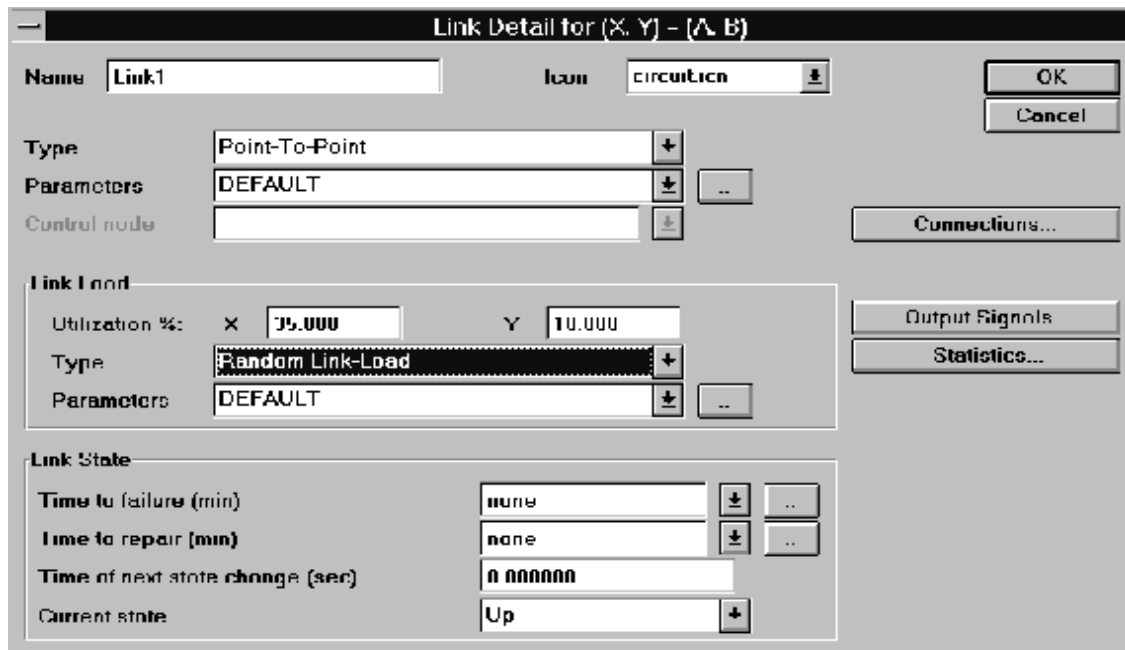 Link Detail for (X, Y) - (A, B)
Name Link1 Icon OK
Cancel
Type Point-To-Point
Parameters DEFAULT ..
Control node Connections...
Link Load
Utilization %: X Y 10.000 Output Signals
Type Random Link-Load Statistics...
Parameters DEFAULT ..
Link State
Time to failure (min) none ..
Time to repair (min) none ..
Time of next state change (sec) 0.000000
Current state Up